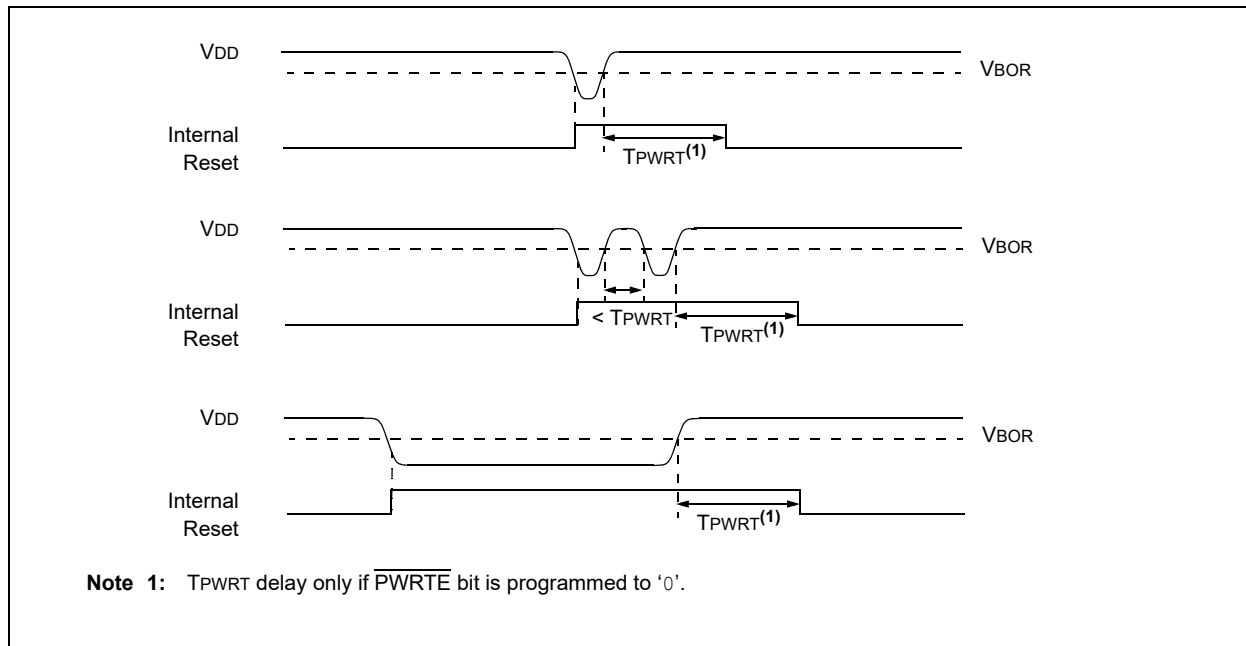 VDD
VBOR
Internal
Reset
TPWRT(1)
VDD
VBOR
Internal
Reset
< TPWRT
TPWRT(1)
VDD
VBOR
Internal
Reset
TPWRT(1)
Note 1: TPWRT delay only if PWRTE bit is programmed to ‘0’.